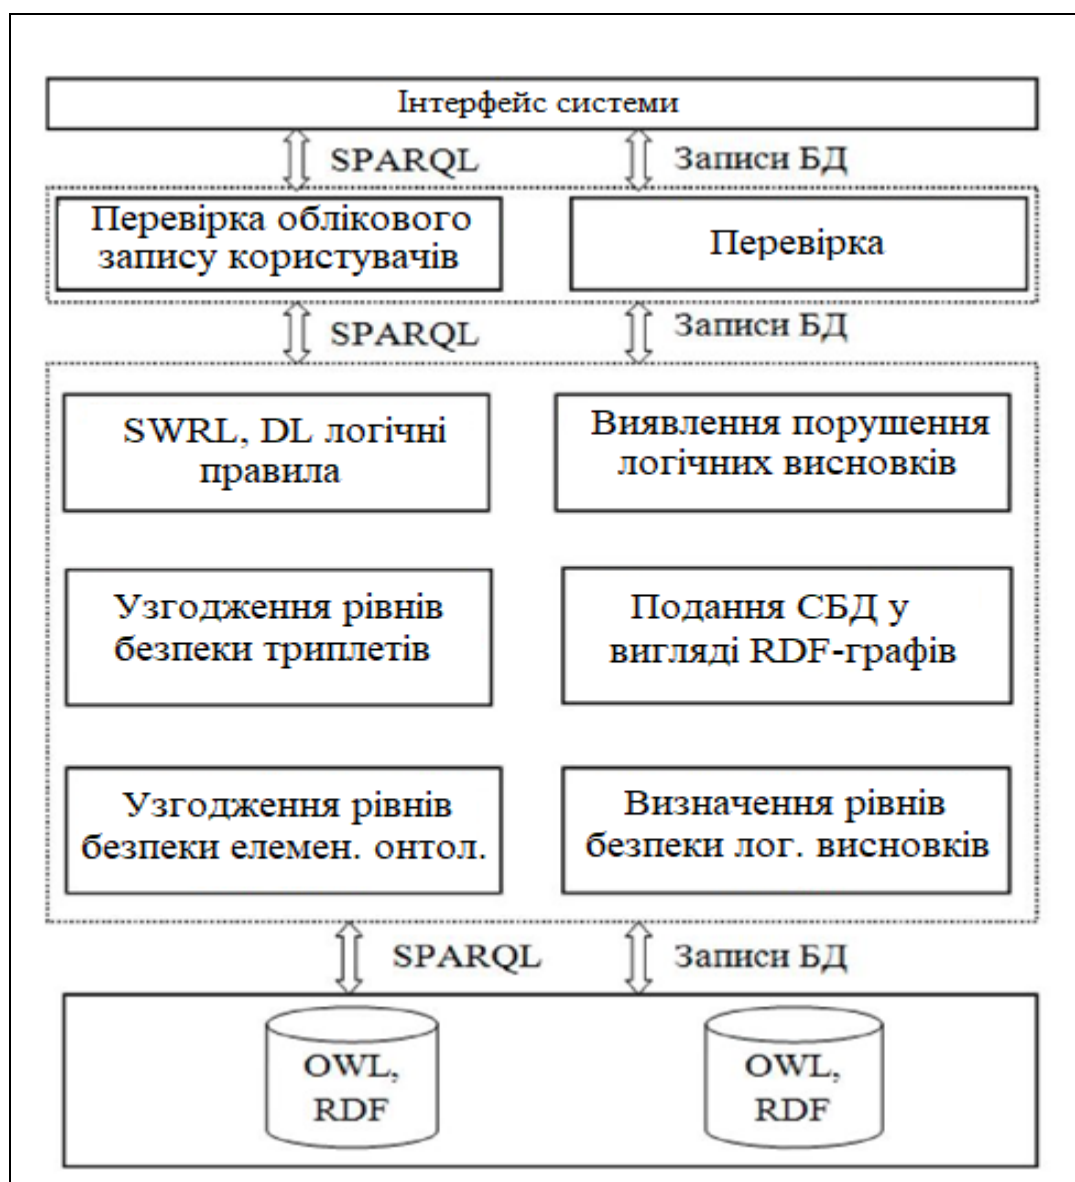 Інтерфейс системи
SPARQL
Записи БД
Перевірка облікового
запису користувачів
Перевірка
SPARQL
Записи БД
SWRL, DL логічні
правила
Виявлення порушення
логічних висновків
Узгодження рівнів
безпеки триплетів
Подання СБД у
вигляді RDF-графів
Узгодження рівнів
безпеки елемен. онтол.
Визначення рівнів
безпеки лог. висновків
SPARQL
Записи БД
OWL,
RDF
OWL,
RDF